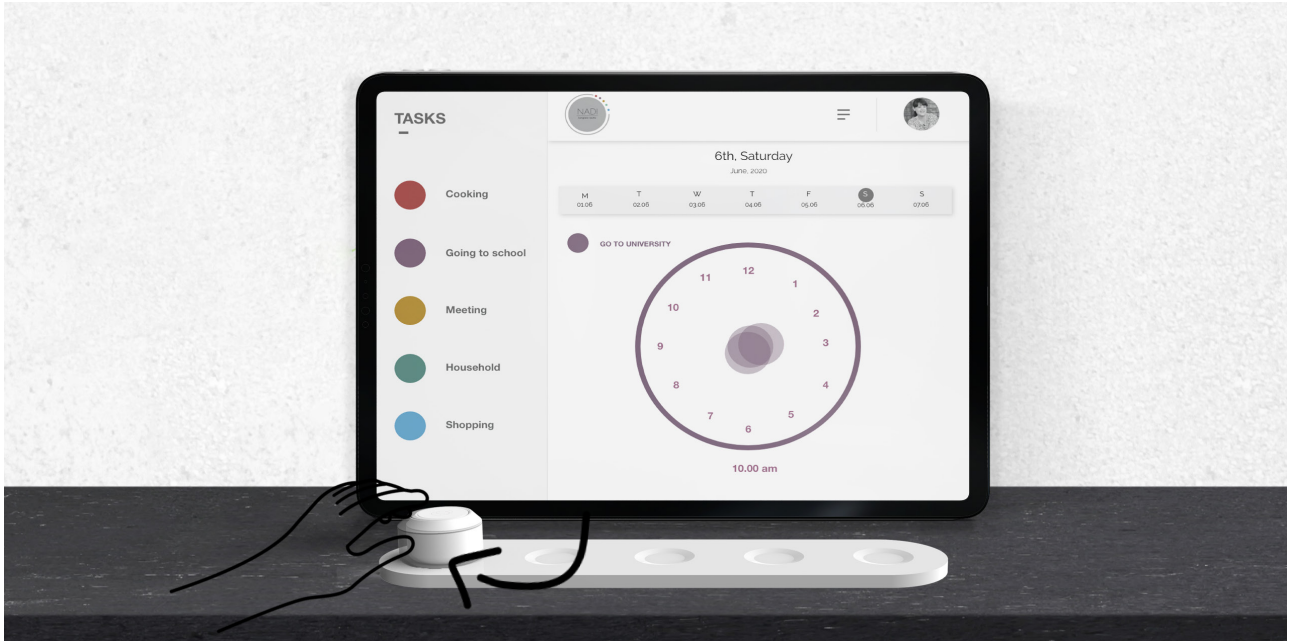 TASKS
Cooking
Going to school
Meeting
Household
Shopping
NADI
6th, Saturday
June, 2020
M T W T F S S
01.06 02.06 03.06 04.06 05.06 06.06 07.06
GO TO UNIVERSITY
12
11 1
10 2
9 3
8 4
7 5
6
10.00 am